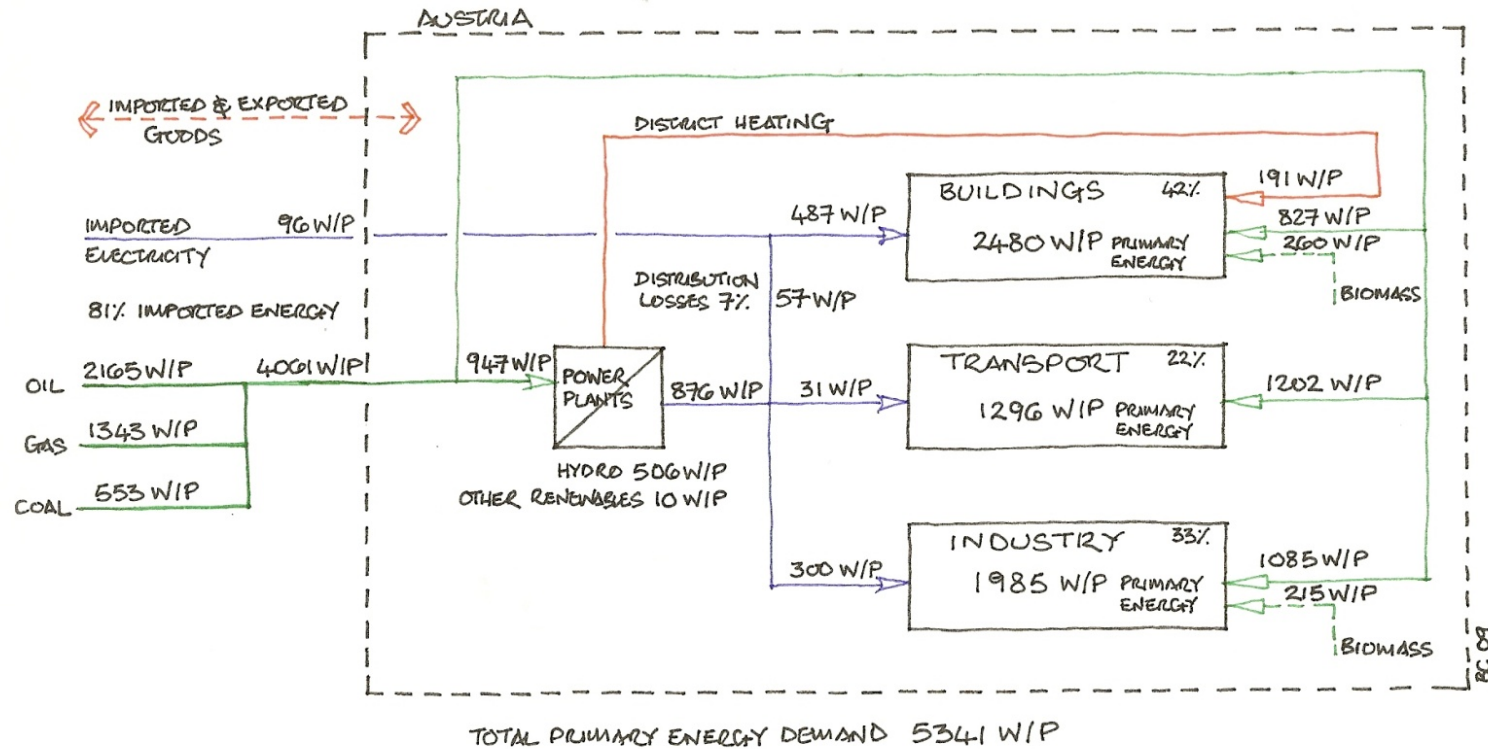 AUSTRIA
IMPORTED & EXPORTED
GOODS
DISTRICT HEATING
IMPORTED 96 W/P
ELECTRICITY
81% IMPORTED ENERGY
OIL 2165 W/P
4061 W/P
GAS 1343 W/P
COAL 553 W/P
947 W/P
POWER
PLANTS
876 W/P
HYDRO 506 W/P
OTHER RENEWABLES 10 W/P
DISTRIBUTION
LOSSES 7%
57 W/P
487 W/P
BUILDINGS 42%
2480 W/P PRIMARY
ENERGY
191 W/P
827 W/P
260 W/P
BIOMASS
31 W/P
TRANSPORT 22%
1296 W/P PRIMARY
ENERGY
1202 W/P
300 W/P
INDUSTRY 33%
1985 W/P PRIMARY
ENERGY
1085 W/P
215 W/P
BIOMASS
TOTAL PRIMARY ENERGY DEMAND 5341 W/P